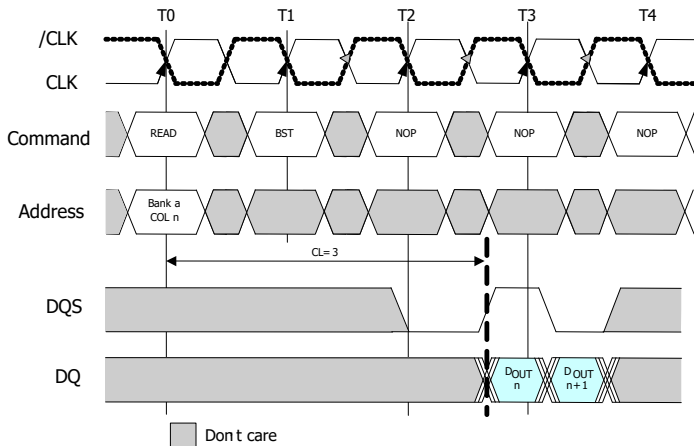 T0 T1 T2 T3 T4
/CLK
CLK
Command READ BST NOP NOP NOP
Address Bank a
COL n
CL= 3
DQS
DQ DOUT
n DOUT
n+1
Don t care